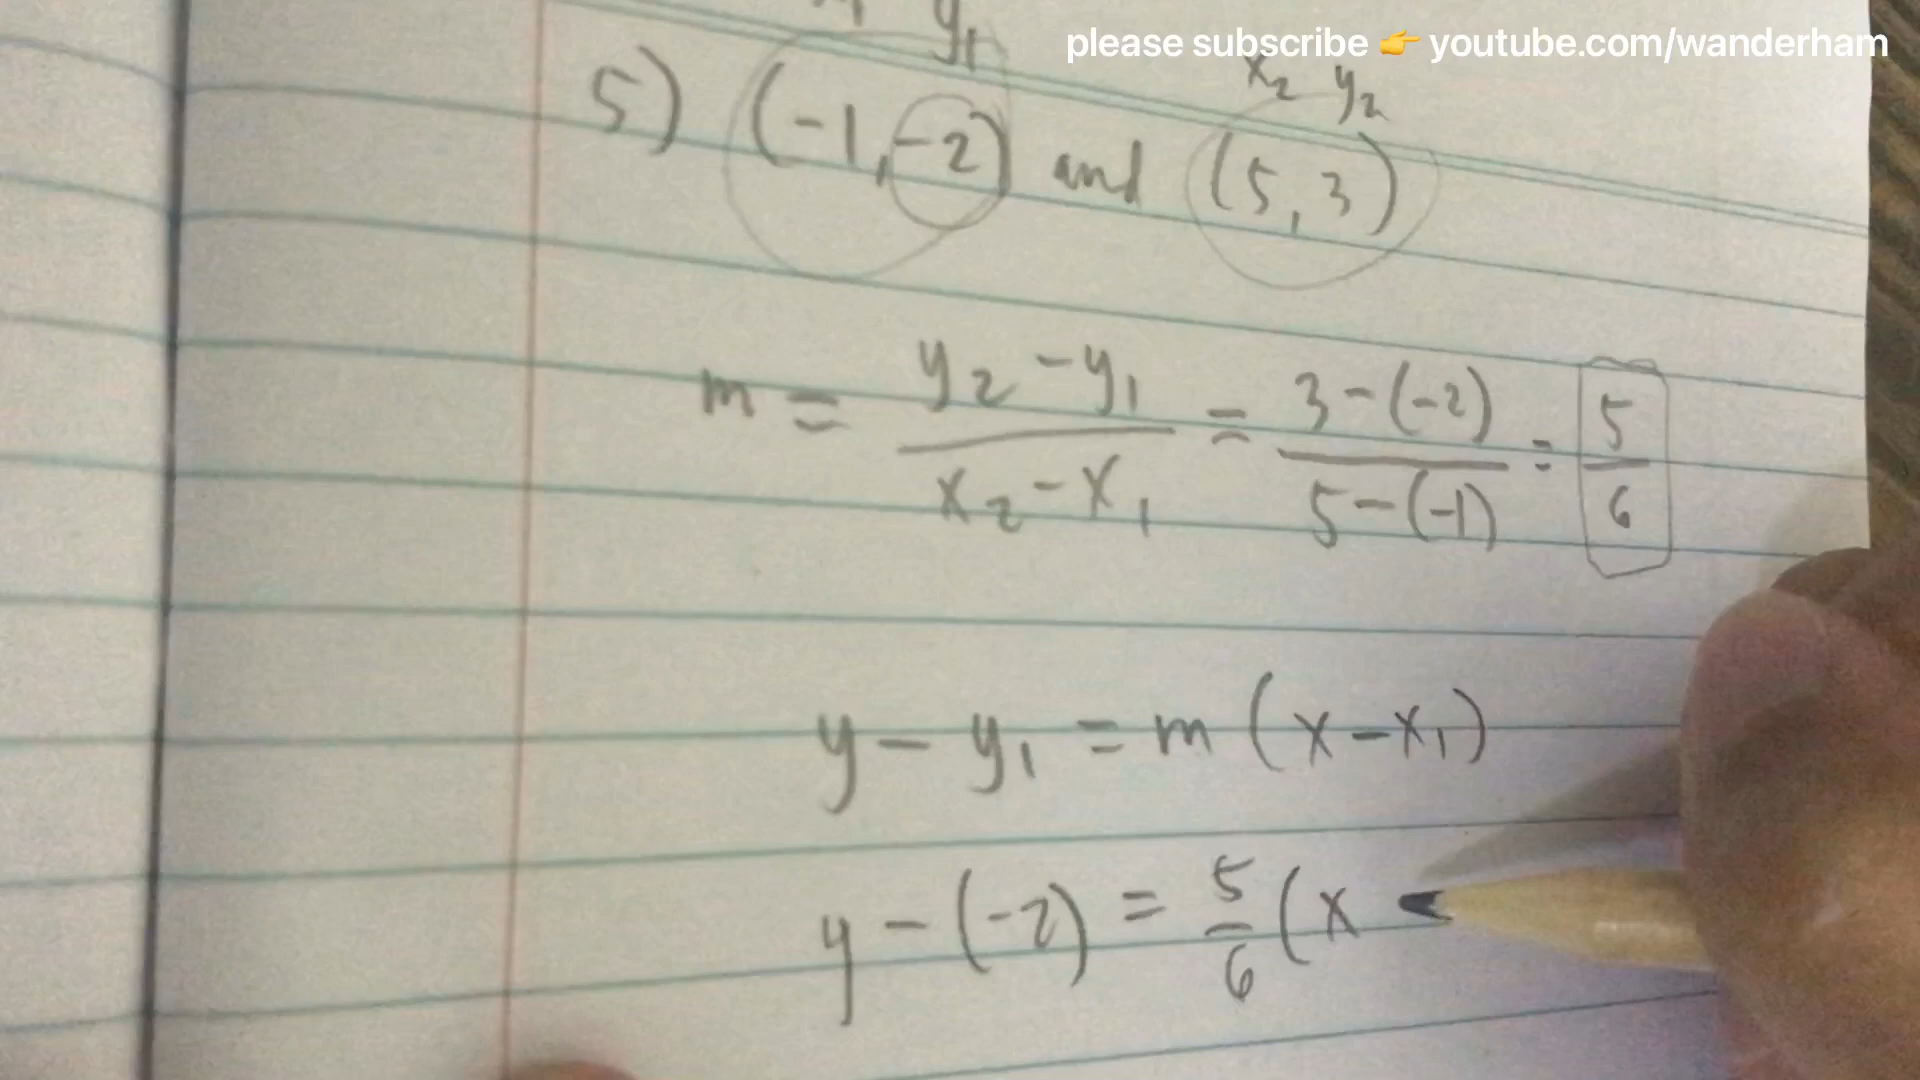 please subscribe 👉 youtube.com/wanderham
y₁
x₂ y₂
5) (-1, -2) and (5, 3)
m = (y₂ - y₁)/(x₂ - x₁) = (3 - (-2))/(5 - (-1)) = 5/6
y - y₁ = m (x - x₁)
y - (-2) = 5/6 (x